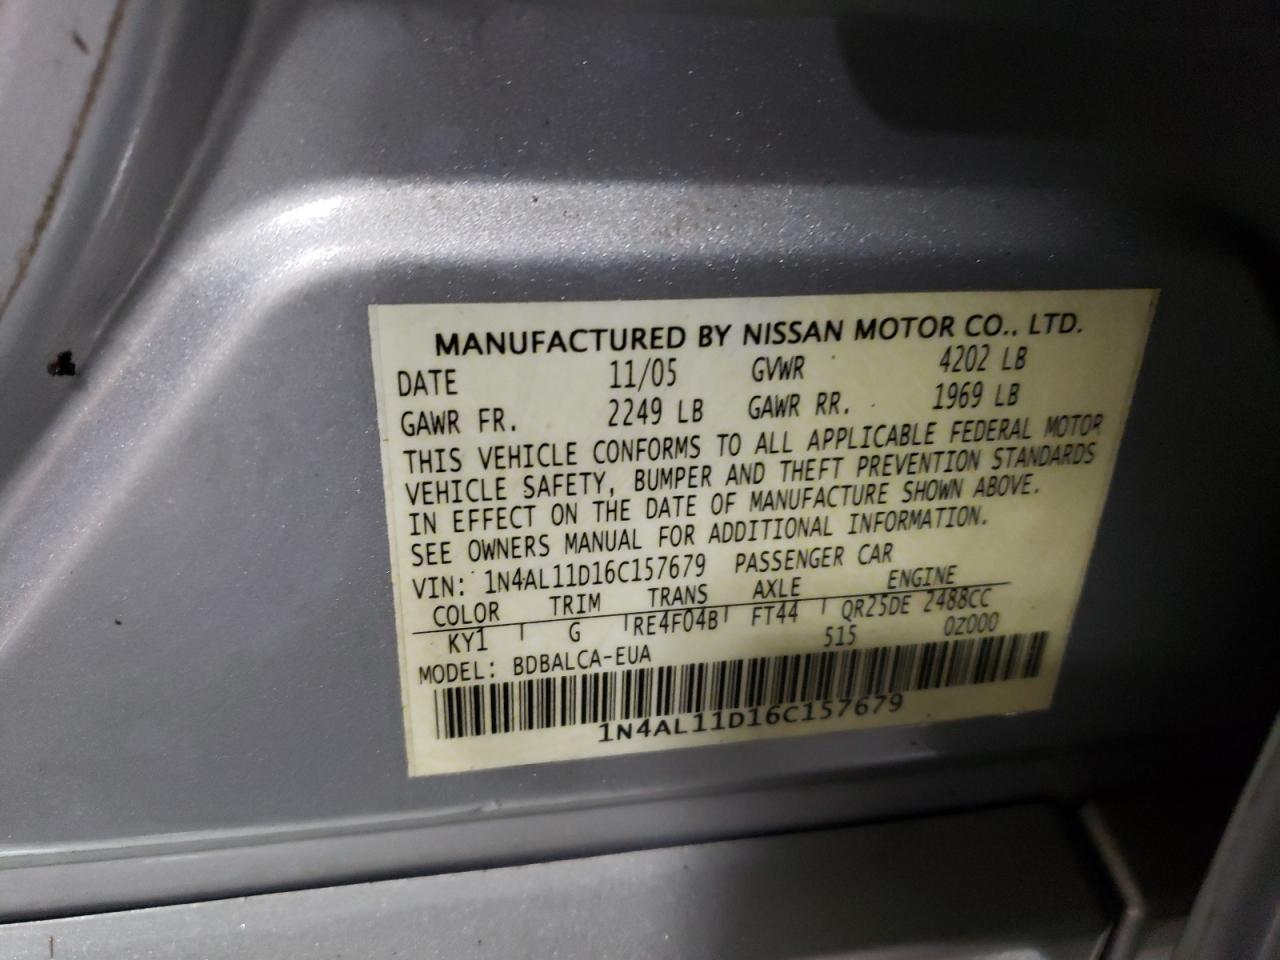 MANUFACTURED BY NISSAN MOTOR CO., LTD.
DATE 11/05 GVWR 4202 LB
GAWR FR. 2249 LB GAWR RR. 1969 LB
THIS VEHICLE CONFORMS TO ALL APPLICABLE FEDERAL MOTOR
VEHICLE SAFETY, BUMPER AND THEFT PREVENTION STANDARDS
IN EFFECT ON THE DATE OF MANUFACTURE SHOWN ABOVE.
SEE OWNERS MANUAL FOR ADDITIONAL INFORMATION.
VIN: 1N4AL11D16C157679 PASSENGER CAR
COLOR TRIM TRANS AXLE ENGINE
KY1 G RE4F04B FT44 QR25DE 2488CC
MODEL: BDBALCA-EUA 515 0Z000
1N4AL11D16C157679